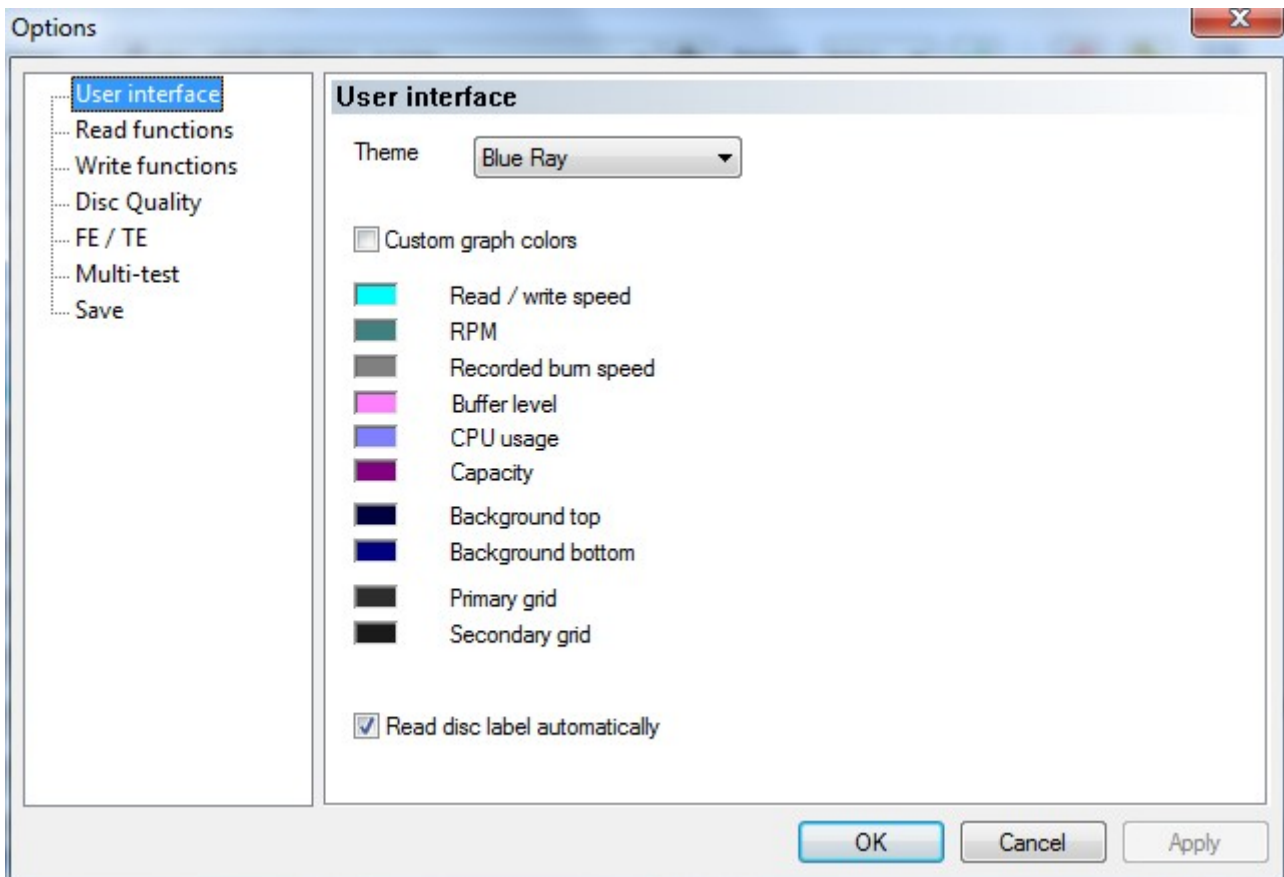 Options
User interface
Read functions
Write functions
Disc Quality
FE / TE
Multi-test
Save
User interface
Theme
Blue Ray
Custom graph colors
Read / write speed
RPM
Recorded burn speed
Buffer level
CPU usage
Capacity
Background top
Background bottom
Primary grid
Secondary grid
Read disc label automatically
OK Cancel Apply